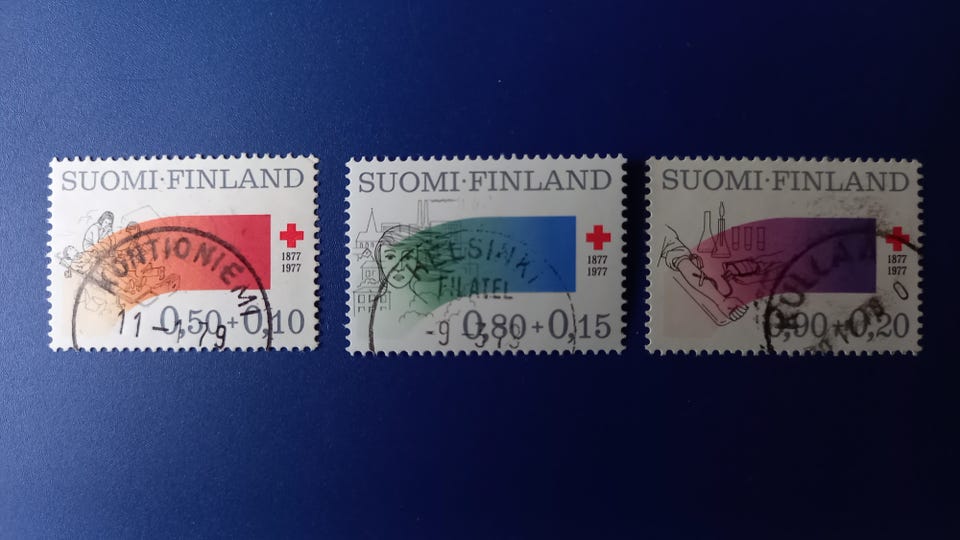 SUOMI·FINLAND
1877
1977
0,50+0,10
KONTIONIEMI
SUOMI·FINLAND
1877
1977
0,80+0,15
HELSINKI
FILATEL
SUOMI·FINLAND
1877
1977
0,90+0,20